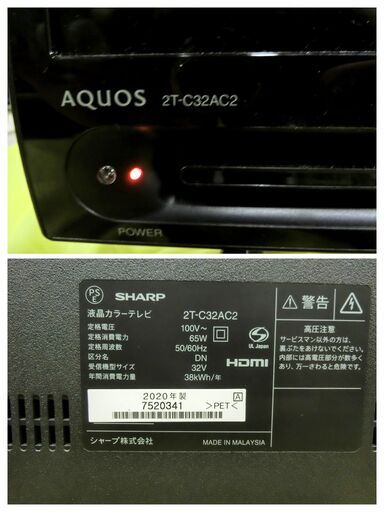 AQUOS 2T-C32AC2
POWER
PS E SHARP 2T-C32AC2
液晶カラーテレビ
定格電圧 100V~
定格消費電力 65W
定格周波数 50/60Hz
区分名 DN
受信機型サイズ 32V
年間消費電力量 38kWh/年
UL Japan
HDMI
2020年製 A
7520341 >PET<
シャープ株式会社 MADE IN MALAYSIA
警告
高圧注意
サービスマン以外の方は、
裏ぶたをあけないでください。
内部には高電圧部分が数多く
あり、万一さわると危険です。